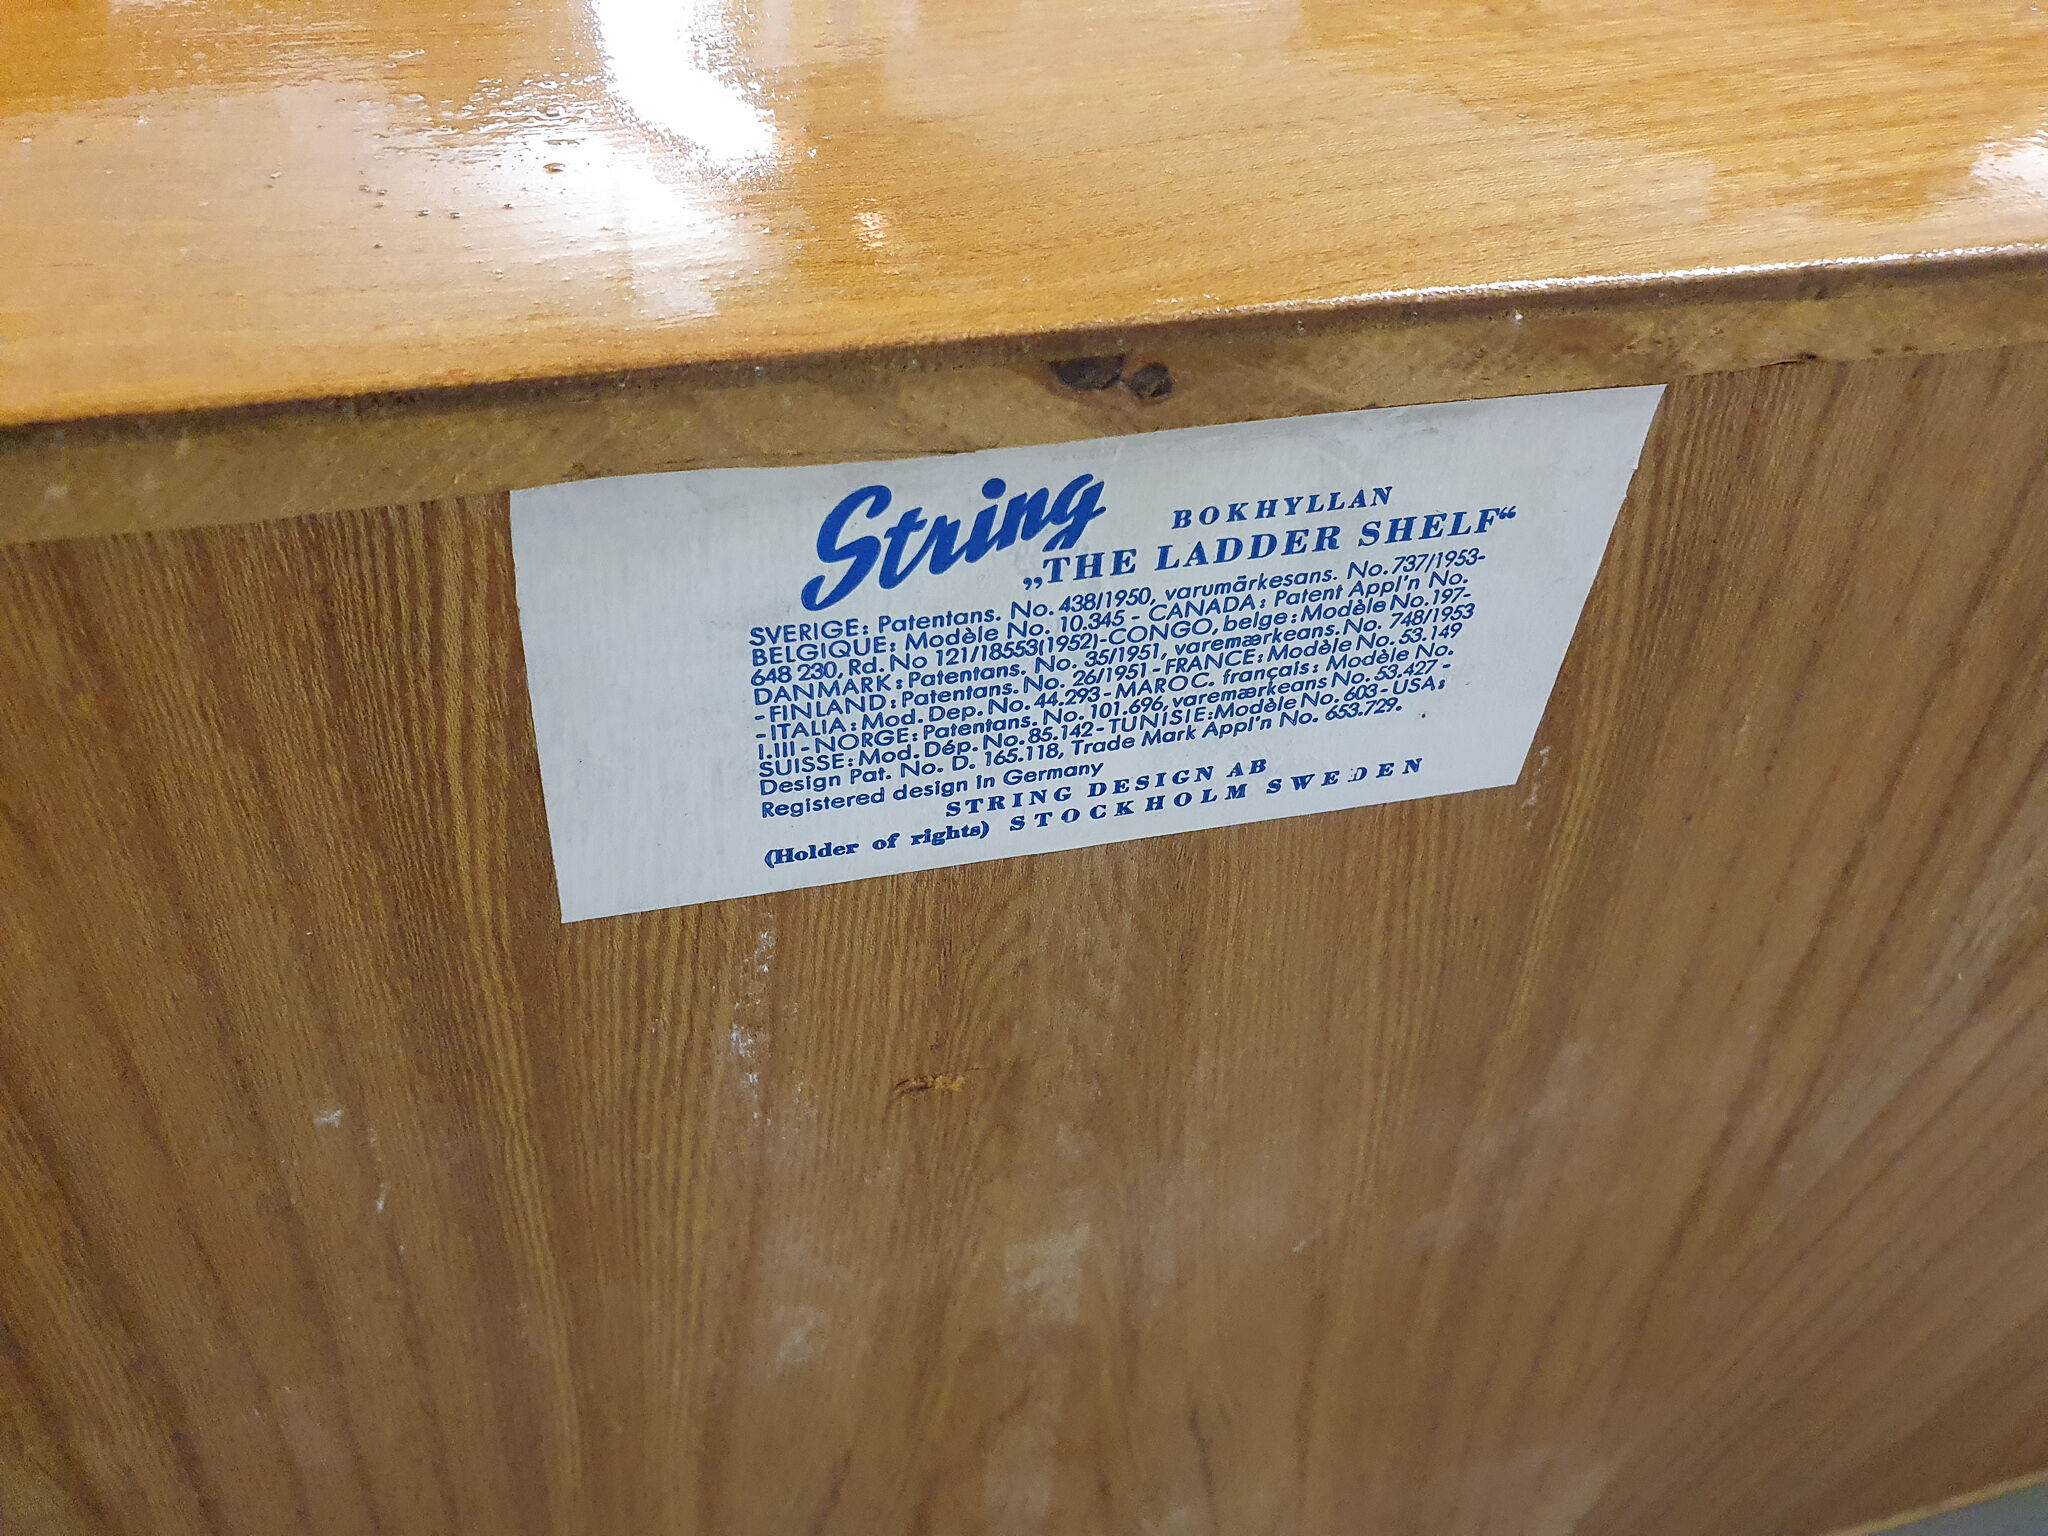 String BOKHYLLAN
„THE LADDER SHELF“
SVERIGE: Patentans. No. 438/1950, varumärkesans. No. 737/1953-
BELGIQUE: Modèle No. 10.345 - CANADA: Patent Appl'n No.
648 230, Rd. No 121/18553(1952)-CONGO, belge: Modèle No. 197-
DANMARK: Patentans. No. 35/1951, varemærkeans. No. 748/1953
-FINLAND: Patentans. No. 26/1951-FRANCE: Modèle No. 53.149
-ITALIA: Mod. Dep. No. 44.293-MAROC. français: Modèle No.
I.III-NORGE: Patentans. No. 101.696, varemærkeans No. 53.427-
SUISSE: Mod. Dép. No. 85.142-TUNISIE: Modèle No. 603-USA:
Design Pat. No. D. 165.118, Trade Mark Appl'n No. 653.729.
Registered design in Germany
STRING DESIGN AB
(Holder of rights) STOCKHOLM SWEDEN